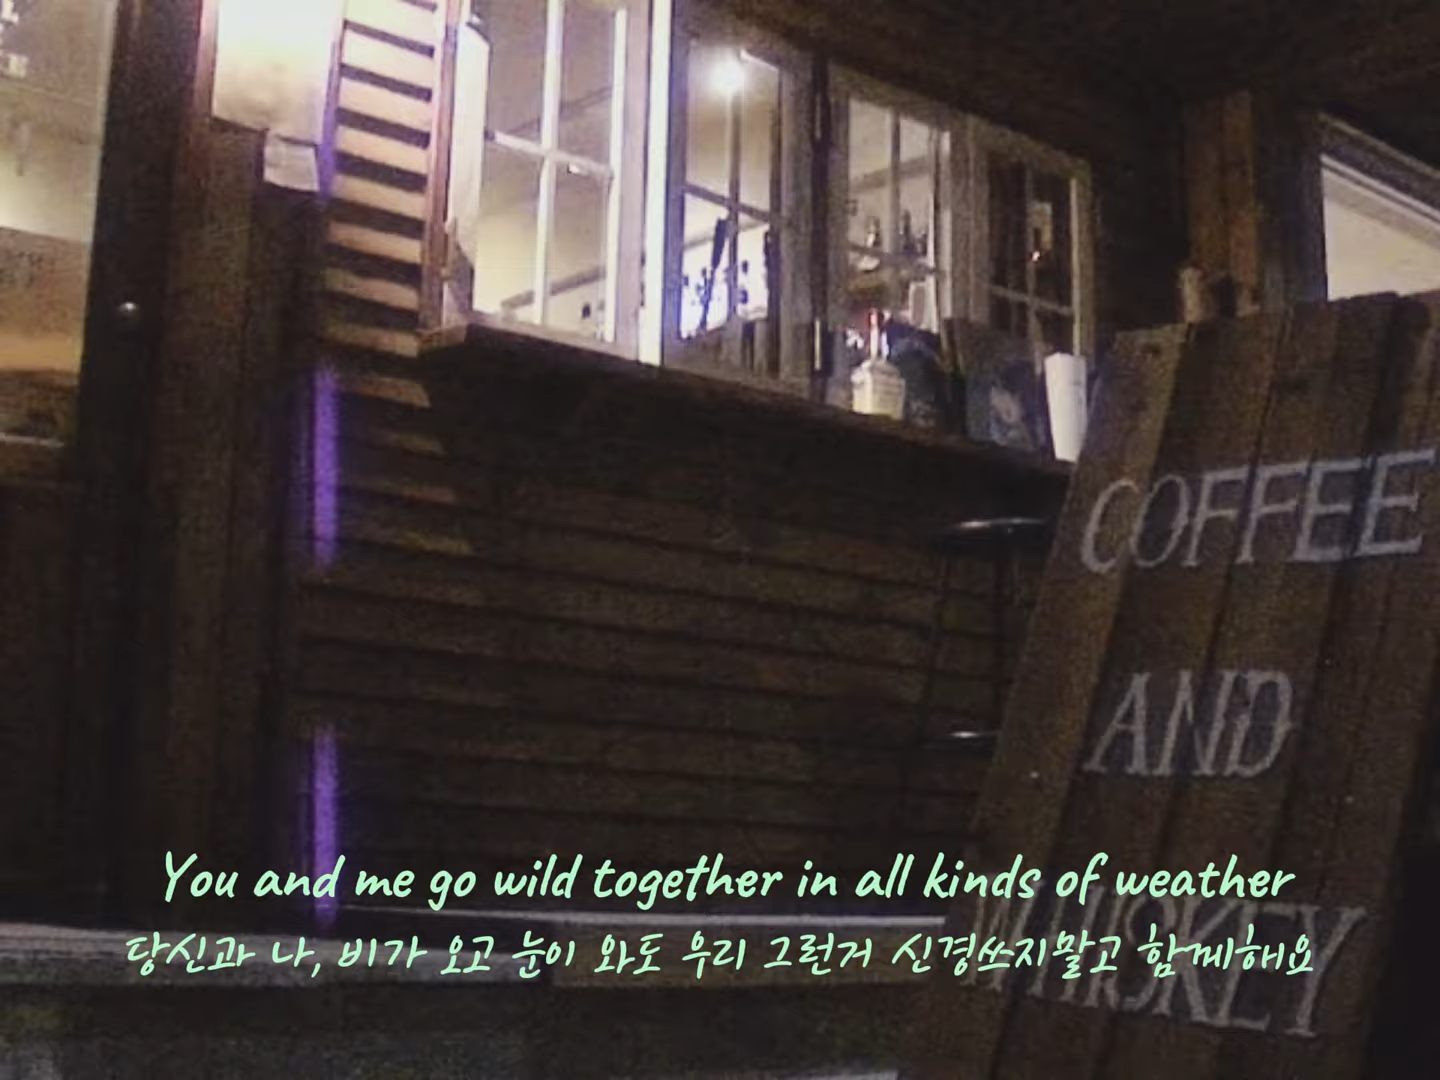 COFFEE
AND
WHISKEY
You and me go wild together in all kinds of weather
당신과 나, 비가 오고 눈이 와도 우리 그런거 신경쓰지말고 함께해요